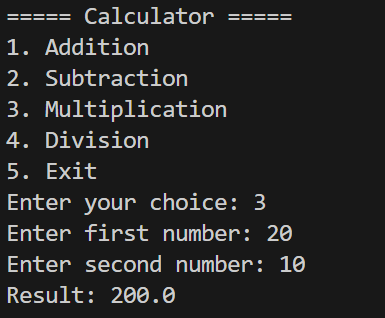 ===== Calculator =====
1. Addition
2. Subtraction
3. Multiplication
4. Division
5. Exit
Enter your choice: 3
Enter first number: 20
Enter second number: 10
Result: 200.0